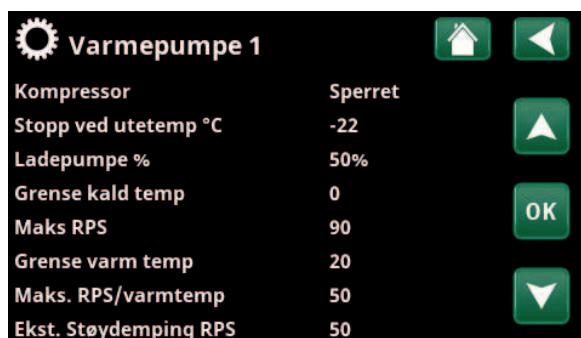 Varmepumpe 1
Kompressor Sperret
Stopp ved utetemp °C -22
Ladepumpe % 50%
Grense kald temp 0
Maks RPS 90
OK
Grense varm temp 20
Maks. RPS/varmtemp 50
Ekst. Støydemping RPS 50